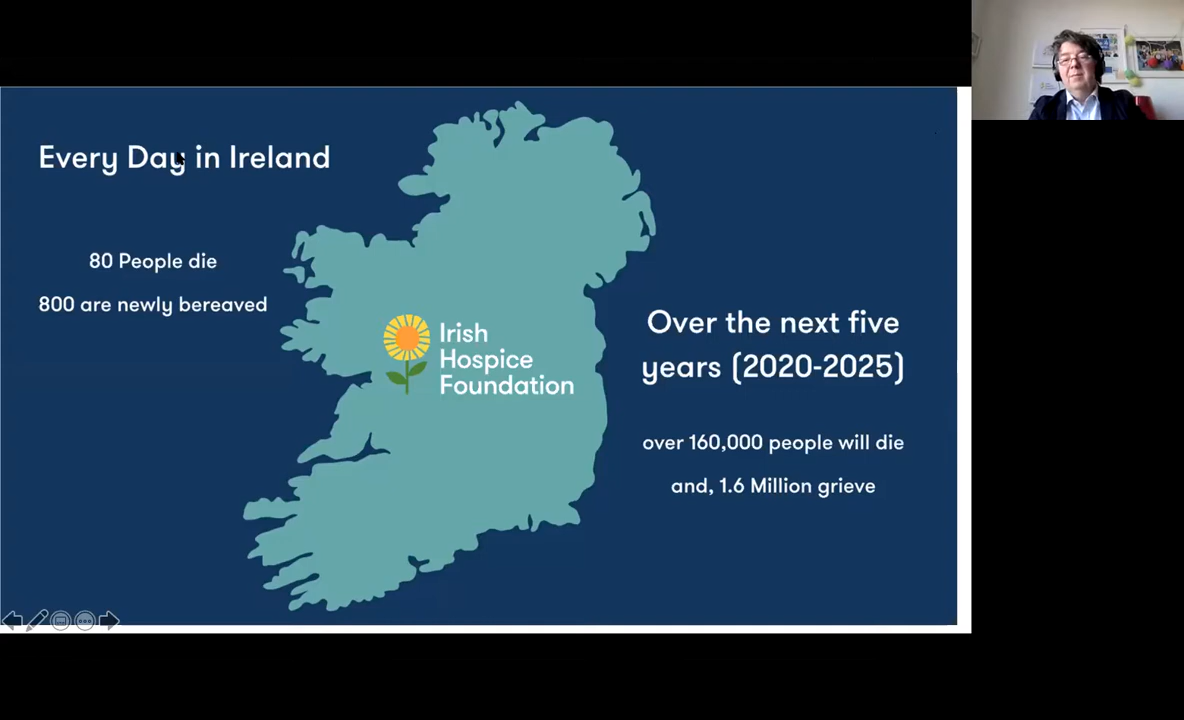 Every Day in Ireland
80 People die
800 are newly bereaved
Irish
Hospice
Foundation
Over the next five
years (2020-2025)
over 160,000 people will die
and, 1.6 Million grieve